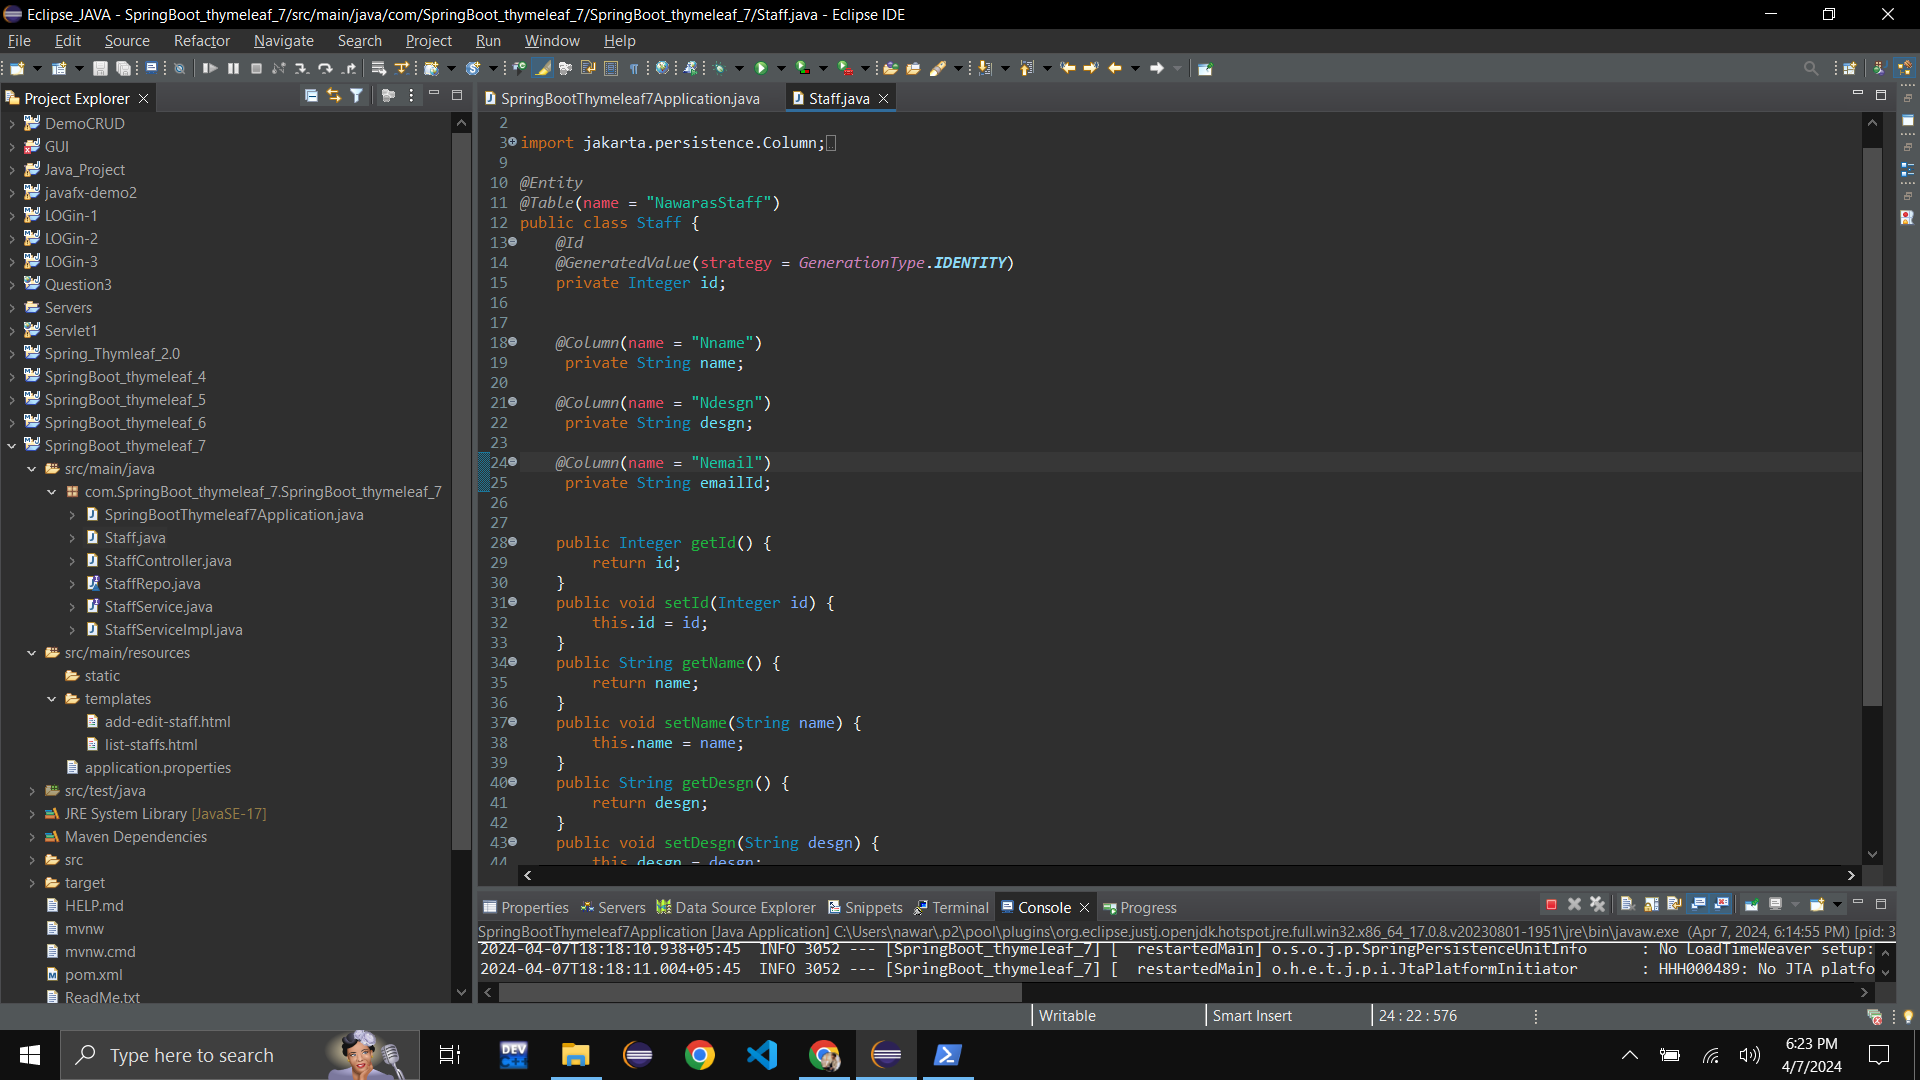 Eclipse_JAVA - SpringBoot_thymeleaf_7/src/main/java/com/SpringBoot_thymeleaf_7/SpringBoot_thymeleaf_7/Staff.java - Eclipse IDE
File Edit Source Refactor Navigate Search Project Run Window Help
Project Explorer
DemoCRUD
GUI
Java_Project
javafx-demo2
LOGin-1
LOGin-2
LOGin-3
Question3
Servers
Servlet1
Spring_Thymleaf_2.0
SpringBoot_thymeleaf_4
SpringBoot_thymeleaf_5
SpringBoot_thymeleaf_6
SpringBoot_thymeleaf_7
src/main/java
com.SpringBoot_thymeleaf_7.SpringBoot_thymeleaf_7
SpringBootThymeleaf7Application.java
Staff.java
StaffController.java
StaffRepo.java
StaffService.java
StaffServiceImpl.java
src/main/resources
static
templates
add-edit-staff.html
list-staffs.html
application.properties
src/test/java
JRE System Library [JavaSE-17]
Maven Dependencies
src
target
HELP.md
mvnw
mvnw.cmd
pom.xml
ReadMe.txt
SpringBootThymeleaf7Application.java Staff.java
2
3 import jakarta.persistence.Column;
9
10 @Entity
11 @Table(name = "NawarasStaff")
12 public class Staff {
13 @Id
14 @GeneratedValue(strategy = GenerationType.IDENTITY)
15 private Integer id;
16
17
18 @Column(name = "Nname")
19 private String name;
20
21 @Column(name = "Ndesgn")
22 private String desgn;
23
24 @Column(name = "Nemail")
25 private String emailId;
26
27
28 public Integer getId() {
29 return id;
30 }
31 public void setId(Integer id) {
32 this.id = id;
33 }
34 public String getName() {
35 return name;
36 }
37 public void setName(String name) {
38 this.name = name;
39 }
40 public String getDesgn() {
41 return desgn;
42 }
43 public void setDesgn(String desgn) {
44 this.desgn = desgn;
Properties Servers Data Source Explorer Snippets Terminal Console Progress
SpringBootThymeleaf7Application [Java Application] C:\Users\nawar\.p2\pool\plugins\org.eclipse.justj.openjdk.hotspot.jre.full.win32.x86_64_17.0.8.v20230801-1951\jre\bin\javaw.exe (Apr 7, 2024, 6:14:55 PM) [pid: 3
2024-04-07T18:18:10.938+05:45 INFO 3052 --- [SpringBoot_thymeleaf_7] [ restartedMain] o.s.o.j.p.SpringPersistenceUnitInfo : No LoadTimeWeaver setup:
2024-04-07T18:18:11.004+05:45 INFO 3052 --- [SpringBoot_thymeleaf_7] [ restartedMain] o.h.e.t.j.p.i.JtaPlatformInitiator : HHH000489: No JTA platfo
Writable Smart Insert 24 : 22 : 576
Type here to search
DEV
6:23 PM
4/7/2024